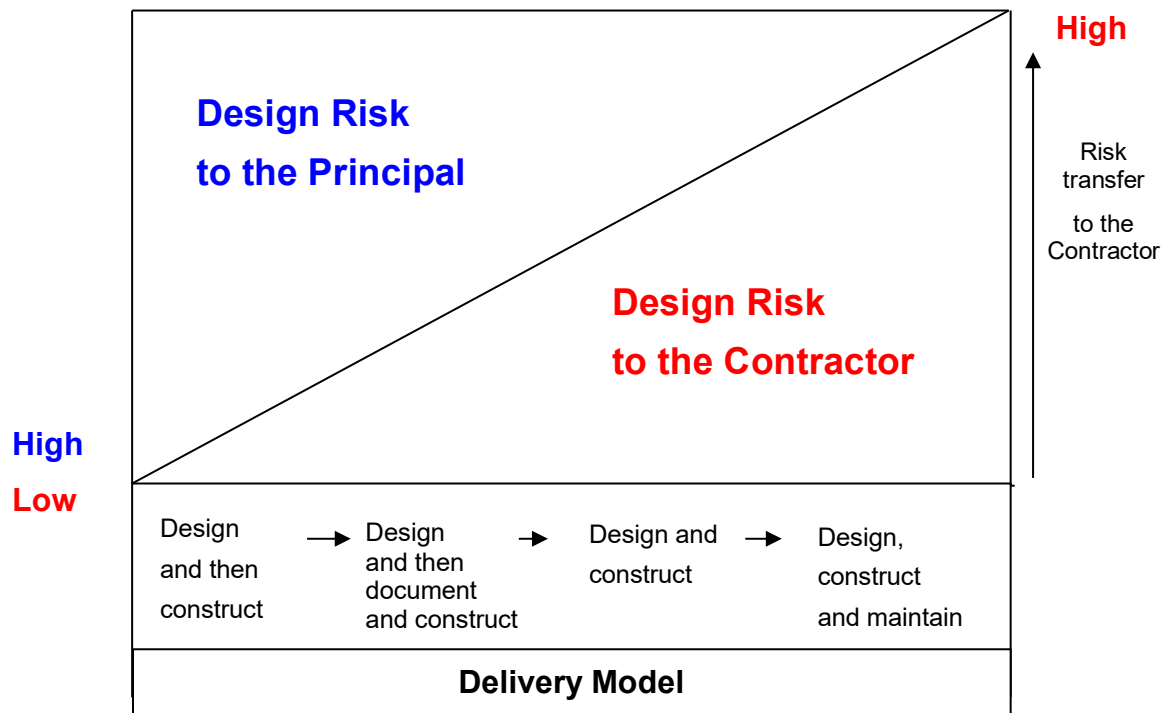 High
Design Risk
to the Principal
Risk
transfer
to the
Contractor
Design Risk
to the Contractor
High
Low
Design
and then
construct
Design
and then
document
and construct
Design and
construct
Design,
construct
and maintain
Delivery Model